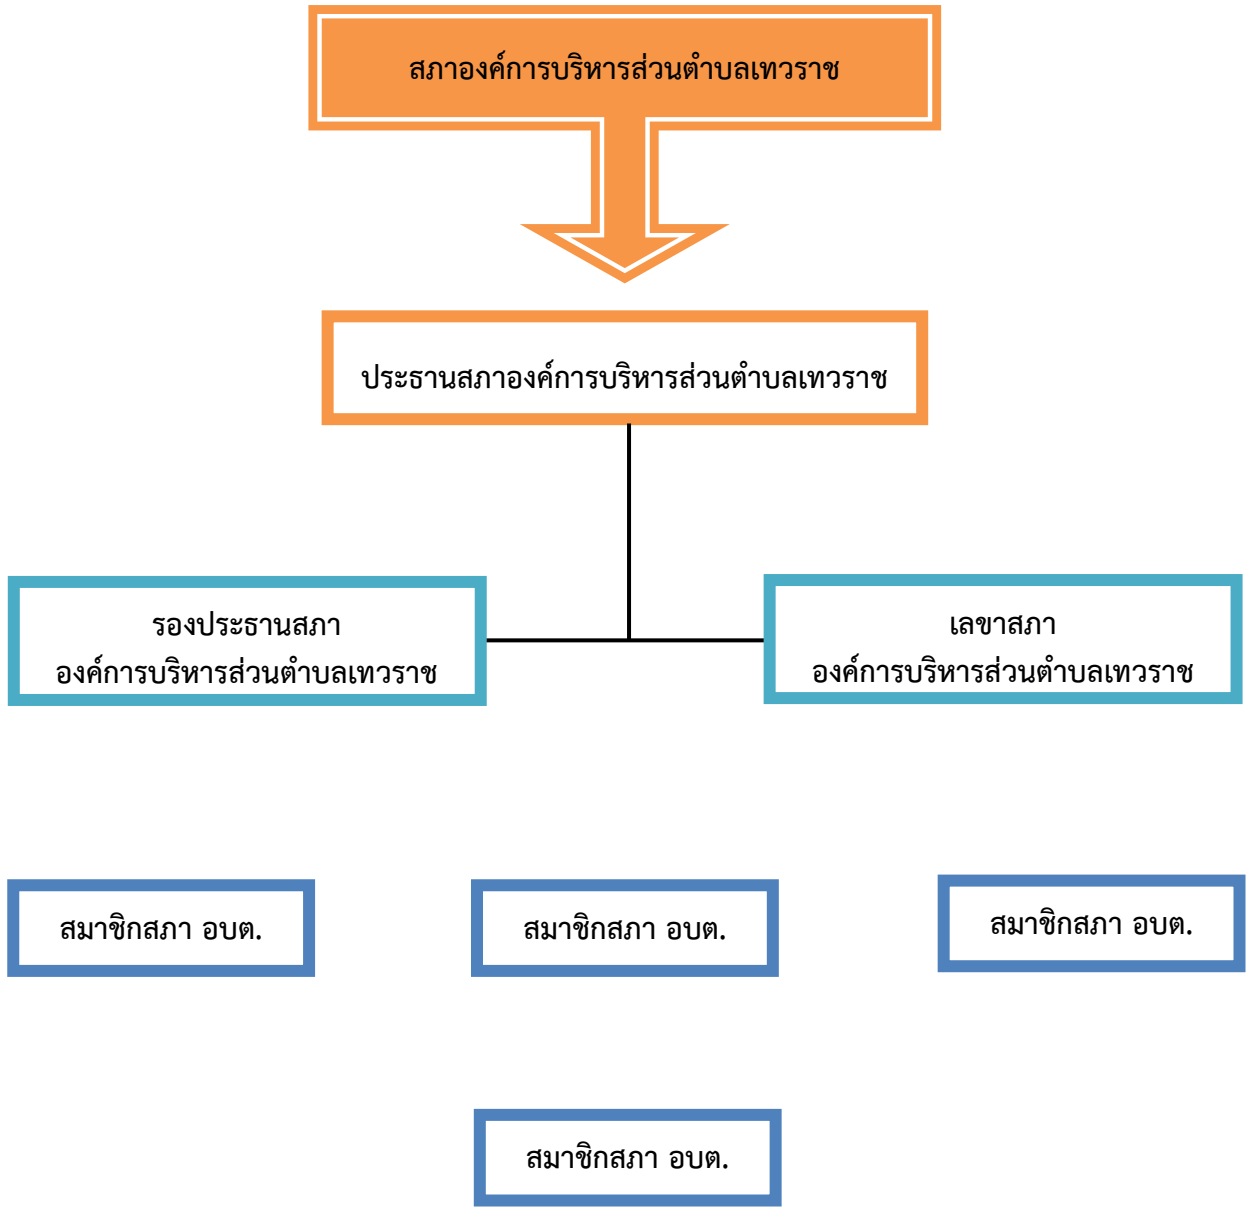 สภาองค์การบริหารส่วนตำบลเทวราช
ประธานสภาองค์การบริหารส่วนตำบลเทวราช
รองประธานสภา
องค์การบริหารส่วนตำบลเทวราช
เลขาสภา
องค์การบริหารส่วนตำบลเทวราช
สมาชิกสภา อบต.
สมาชิกสภา อบต.
สมาชิกสภา อบต.
สมาชิกสภา อบต.